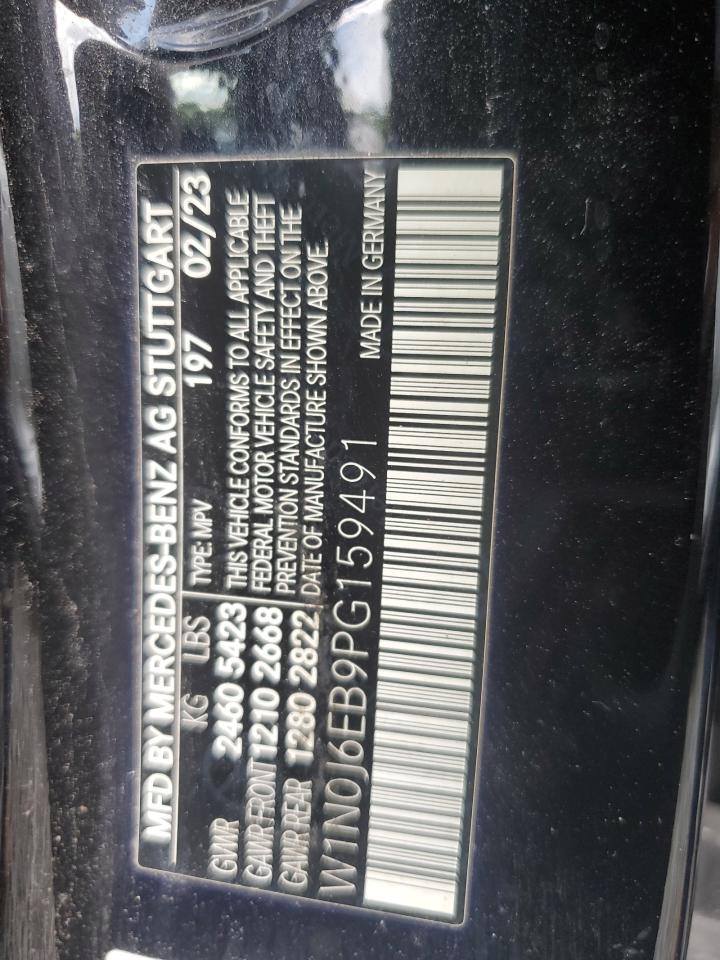 MFD BY MERCEDES-BENZ AG STUTTGART
KG LBS TYPE: MPV 197 02/23
GWR 2460 5423 THIS VEHICLE CONFORMS TO ALL APPLICABLE
GAWR FRONT 1210 2668 FEDERAL MOTOR VEHICLE SAFETY AND THEFT
GAWR REAR 1280 2822 PREVENTION STANDARDS IN EFFECT ON THE
DATE OF MANUFACTURE SHOWN ABOVE.
W1N0J6EB9PG159491 MADE IN GERMANY